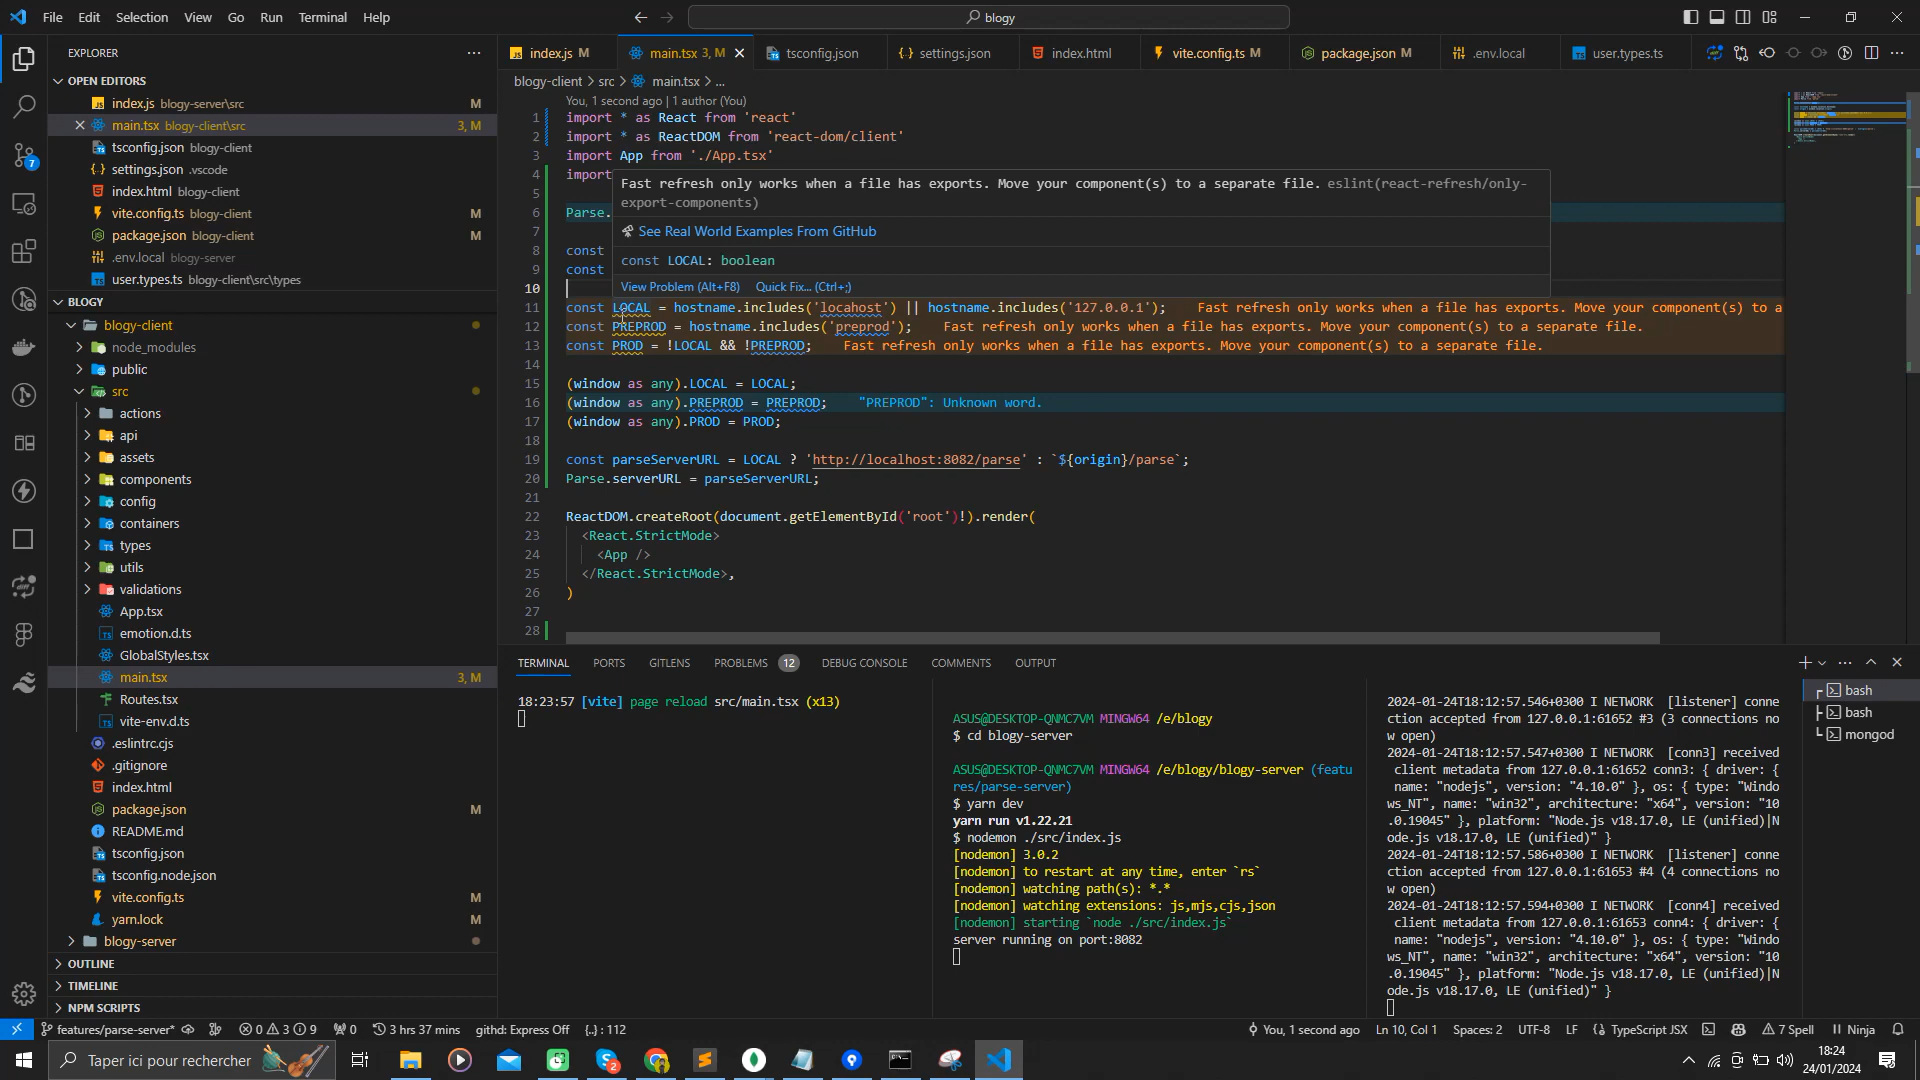 File Edit Selection View Go Run Terminal Help
blogy
EXPLORER
OPEN EDITORS
index.js blogy-server\src M
main.tsx blogy-client\src 3, M
tsconfig.json blogy-client
settings.json .vscode
index.html blogy-client
vite.config.ts blogy-client M
package.json blogy-client M
.env.local blogy-server
user.types.ts blogy-client\src\types
BLOGY
blogy-client
node_modules
public
src
actions
api
assets
components
config
containers
types
utils
validations
App.tsx
emotion.d.ts
GlobalStyles.tsx
main.tsx 3, M
Routes.tsx
vite-env.d.ts
.eslintrc.cjs
.gitignore
index.html
package.json M
README.md
tsconfig.json
tsconfig.node.json
vite.config.ts M
yarn.lock M
blogy-server
OUTLINE
TIMELINE
NPM SCRIPTS
index.js M main.tsx 3, M tsconfig.json settings.json index.html vite.config.ts M package.json M .env.local user.types.ts
blogy-client > src > main.tsx > ...
You, 1 second ago | 1 author (You)
1 import * as React from 'react'
2 import * as ReactDOM from 'react-dom/client'
3 import App from './App.tsx'
4 import
5
6 Parse.
7
8 const
9 const
10
Fast refresh only works when a file has exports. Move your component(s) to a separate file. eslint(react-refresh/only-
export-components)
See Real World Examples From GitHub
const LOCAL: boolean
View Problem (Alt+F8) Quick Fix... (Ctrl+;)
11 const LOCAL = hostname.includes('locahost') || hostname.includes('127.0.0.1'); Fast refresh only works when a file has exports. Move your component(s) to a
12 const PREPROD = hostname.includes('preprod'); Fast refresh only works when a file has exports. Move your component(s) to a separate file.
13 const PROD = !LOCAL && !PREPROD; Fast refresh only works when a file has exports. Move your component(s) to a separate file.
14
15 (window as any).LOCAL = LOCAL;
16 (window as any).PREPROD = PREPROD; "PREPROD": Unknown word.
17 (window as any).PROD = PROD;
18
19 const parseServerURL = LOCAL ? 'http://localhost:8082/parse' : `${origin}/parse`;
20 Parse.serverURL = parseServerURL;
21
22 ReactDOM.createRoot(document.getElementById('root')!).render(
23 <React.StrictMode>
24 <App />
25 </React.StrictMode>,
26 )
27
28
TERMINAL PORTS GITLENS PROBLEMS 12 DEBUG CONSOLE COMMENTS OUTPUT
18:23:57 [vite] page reload src/main.tsx (x13)
ASUS@DESKTOP-QNMC7VM MINGW64 /e/blogy
$ cd blogy-server
ASUS@DESKTOP-QNMC7VM MINGW64 /e/blogy/blogy-server (featu
res/parse-server)
$ yarn dev
yarn run v1.22.21
$ nodemon ./src/index.js
[nodemon] 3.0.2
[nodemon] to restart at any time, enter `rs`
[nodemon] watching path(s): *.*
[nodemon] watching extensions: js,mjs,cjs,json
[nodemon] starting `node ./src/index.js`
server running on port:8082
2024-01-24T18:12:57.546+0300 I NETWORK [listener] conne
ction accepted from 127.0.0.1:61652 #3 (3 connections no
w open)
2024-01-24T18:12:57.547+0300 I NETWORK [conn3] received
client metadata from 127.0.0.1:61652 conn3: { driver: {
name: "nodejs", version: "4.10.0" }, os: { type: "Windo
ws_NT", name: "win32", architecture: "x64", version: "10
.0.19045" }, platform: "Node.js v18.17.0, LE (unified)|N
ode.js v18.17.0, LE (unified)" }
2024-01-24T18:12:57.586+0300 I NETWORK [listener] conne
ction accepted from 127.0.0.1:61653 #4 (4 connections no
w open)
2024-01-24T18:12:57.594+0300 I NETWORK [conn4] received
client metadata from 127.0.0.1:61653 conn4: { driver: {
name: "nodejs", version: "4.10.0" }, os: { type: "Windo
ws_NT", name: "win32", architecture: "x64", version: "10
.0.19045" }, platform: "Node.js v18.17.0, LE (unified)|N
ode.js v18.17.0, LE (unified)" }
bash
bash
mongod
features/parse-server* 0 3 9 0 3 hrs 37 mins githd: Express Off {..} : 112 You, 1 second ago Ln 10, Col 1 Spaces: 2 UTF-8 LF TypeScript JSX 7 Spell Ninja
Taper ici pour rechercher
18:24
24/01/2024